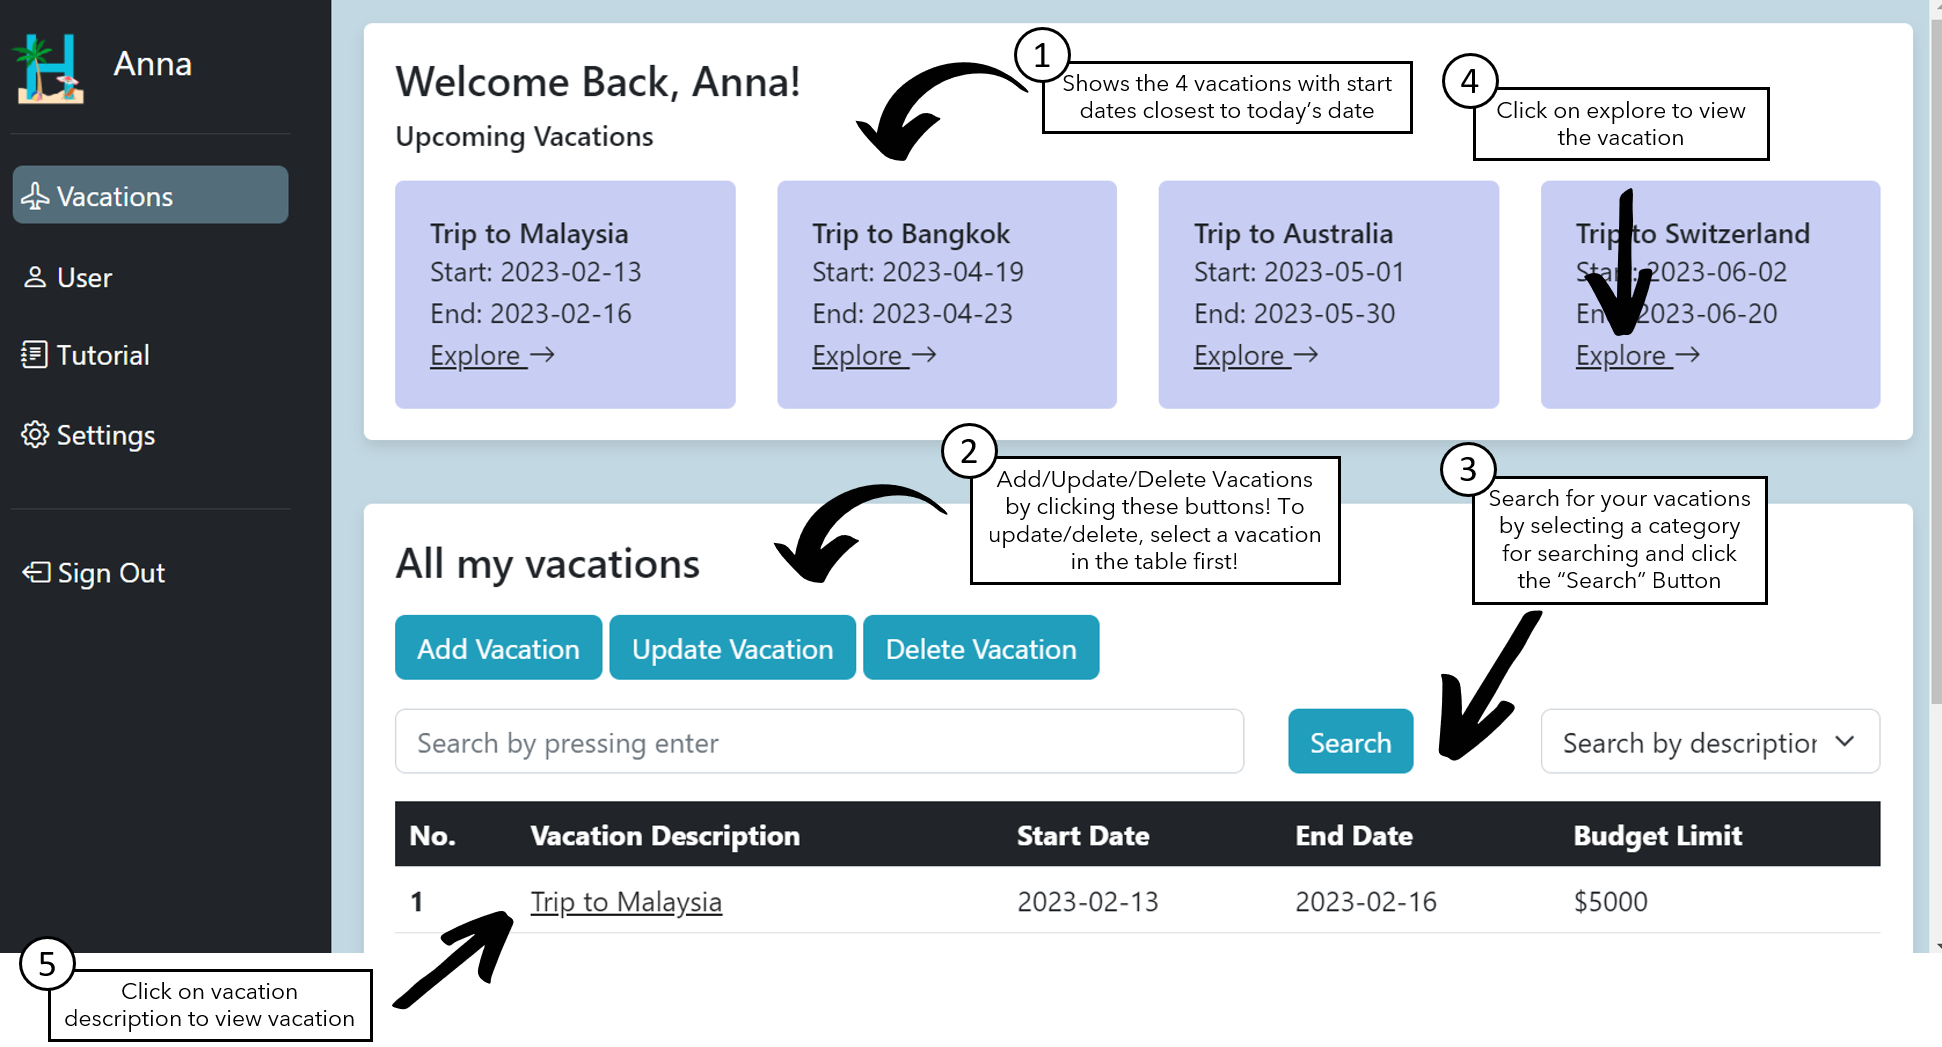 Anna
Vacations
User
Tutorial
Settings
Sign Out
Welcome Back, Anna!
Upcoming Vacations
1
Shows the 4 vacations with start
dates closest to today's date
4
Click on explore to view
the vacation
Trip to Malaysia
Start: 2023-02-13
End: 2023-02-16
Explore
Trip to Bangkok
Start: 2023-04-19
End: 2023-04-23
Explore
Trip to Australia
Start: 2023-05-01
End: 2023-05-30
Explore
Trip to Switzerland
Start: 2023-06-02
End: 2023-06-20
Explore
2
Add/Update/Delete Vacations
by clicking these buttons! To
update/delete, select a vacation
in the table first!
3
Search for your vacations
by selecting a category
for searching and click
the “Search” Button
All my vacations
Add Vacation Update Vacation Delete Vacation
Search by pressing enter Search Search by description
No. Vacation Description Start Date End Date Budget Limit
1 Trip to Malaysia 2023-02-13 2023-02-16 $5000
5
Click on vacation
description to view vacation